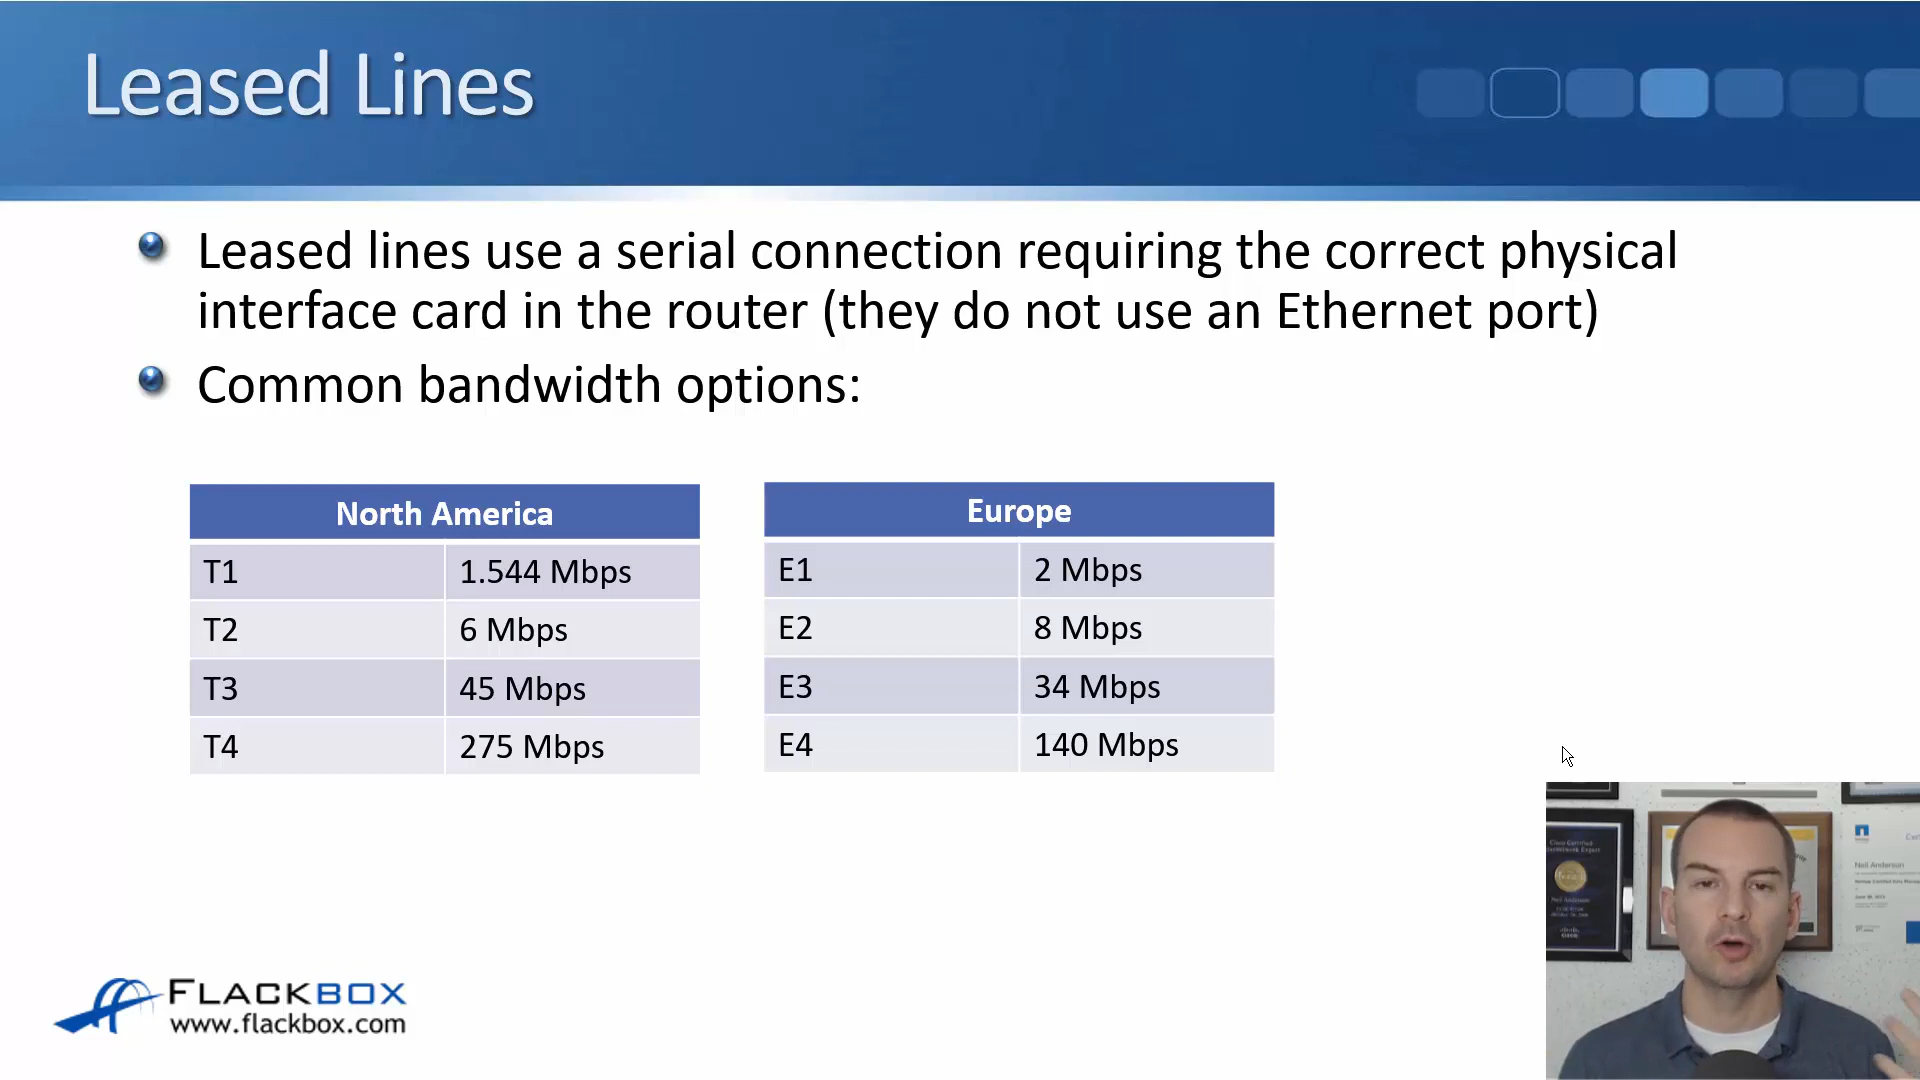 Leased Lines
Leased lines use a serial connection requiring the correct physical
interface card in the router (they do not use an Ethernet port)
Common bandwidth options:
North America
T1 1.544 Mbps
T2 6 Mbps
T3 45 Mbps
T4 275 Mbps
Europe
E1 2 Mbps
E2 8 Mbps
E3 34 Mbps
E4 140 Mbps
FLACKBOX
www.flackbox.com
Neil Anderson